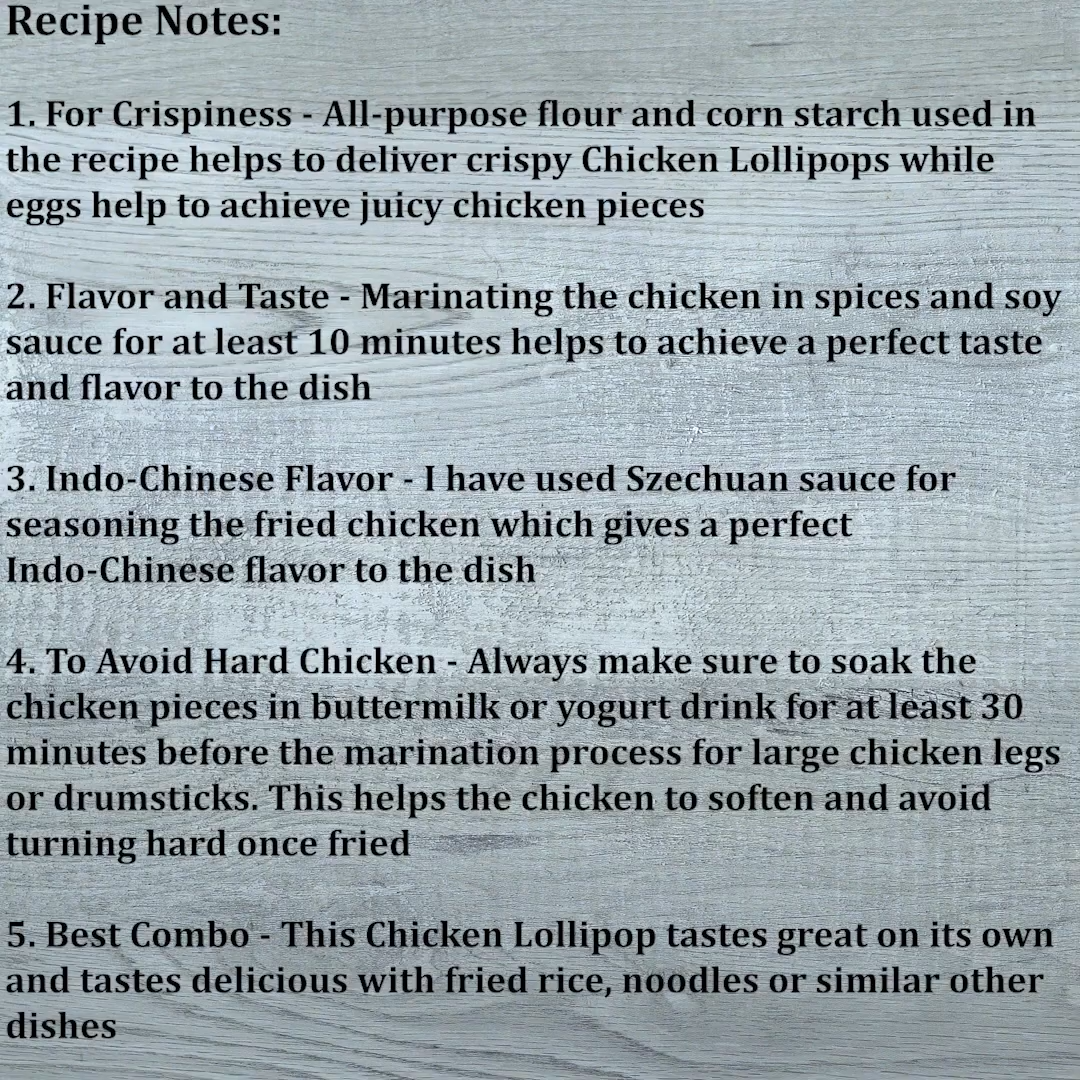 Recipe Notes:
1. For Crispiness - All-purpose flour and corn starch used in
the recipe helps to deliver crispy Chicken Lollipops while
eggs help to achieve juicy chicken pieces
2. Flavor and Taste - Marinating the chicken in spices and soy
sauce for at least 10 minutes helps to achieve a perfect taste
and flavor to the dish
3. Indo-Chinese Flavor - I have used Szechuan sauce for
seasoning the fried chicken which gives a perfect
Indo-Chinese flavor to the dish
4. To Avoid Hard Chicken - Always make sure to soak the
chicken pieces in buttermilk or yogurt drink for at least 30
minutes before the marination process for large chicken legs
or drumsticks. This helps the chicken to soften and avoid
turning hard once fried
5. Best Combo - This Chicken Lollipop tastes great on its own
and tastes delicious with fried rice, noodles or similar other
dishes